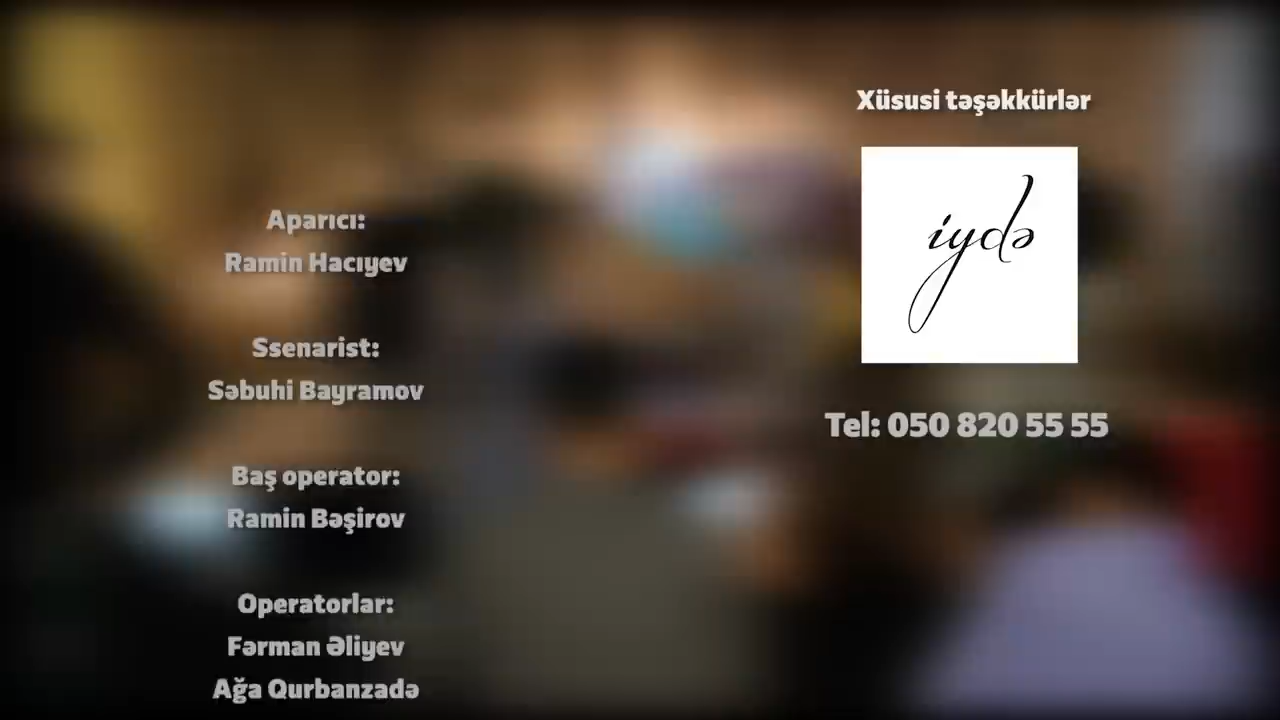 Xüsusi təşəkkürlər
iydə
Tel: 050 820 55 55
Aparıcı:
Ramin Hacıyev
Ssenarist:
Səbuhi Bayramov
Baş operator:
Ramin Bəşirov
Operatorlar:
Fərman Əliyev
Ağa Qurbanzadə